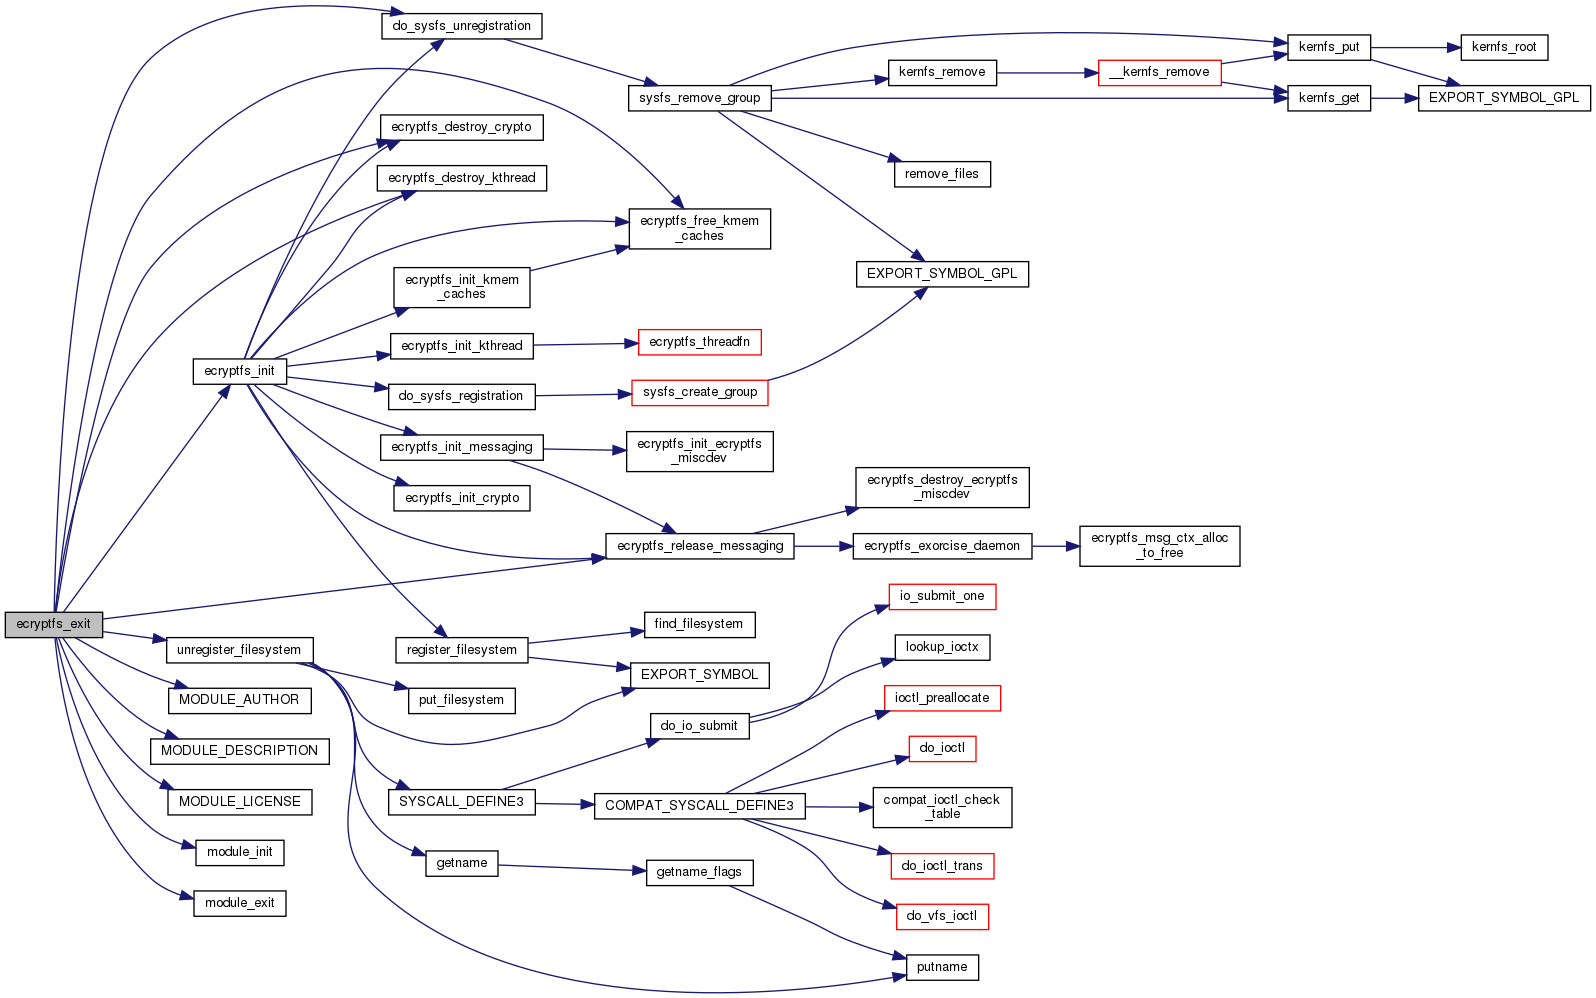 do_sysfs_unregistration
kernfs_put
kernfs_root
kernfs_remove
__kernfs_remove
sysfs_remove_group
kernfs_get
EXPORT_SYMBOL_GPL
ecryptfs_destroy_crypto
remove_files
ecryptfs_destroy_kthread
ecryptfs_free_kmem
_caches
EXPORT_SYMBOL_GPL
ecryptfs_init_kmem
_caches
ecryptfs_init_kthread
ecryptfs_threadfn
ecryptfs_init
do_sysfs_registration
sysfs_create_group
ecryptfs_init_messaging
ecryptfs_init_ecryptfs
_miscdev
ecryptfs_init_crypto
ecryptfs_destroy_ecryptfs
_miscdev
ecryptfs_release_messaging
ecryptfs_exorcise_daemon
ecryptfs_msg_ctx_alloc
_to_free
io_submit_one
ecryptfs_exit
find_filesystem
unregister_filesystem
register_filesystem
lookup_ioctx
EXPORT_SYMBOL
MODULE_AUTHOR
put_filesystem
ioctl_preallocate
do_io_submit
MODULE_DESCRIPTION
do_ioctl
MODULE_LICENSE
SYSCALL_DEFINE3
COMPAT_SYSCALL_DEFINE3
compat_ioctl_check
_table
module_init
getname
getname_flags
do_ioctl_trans
module_exit
do_vfs_ioctl
putname